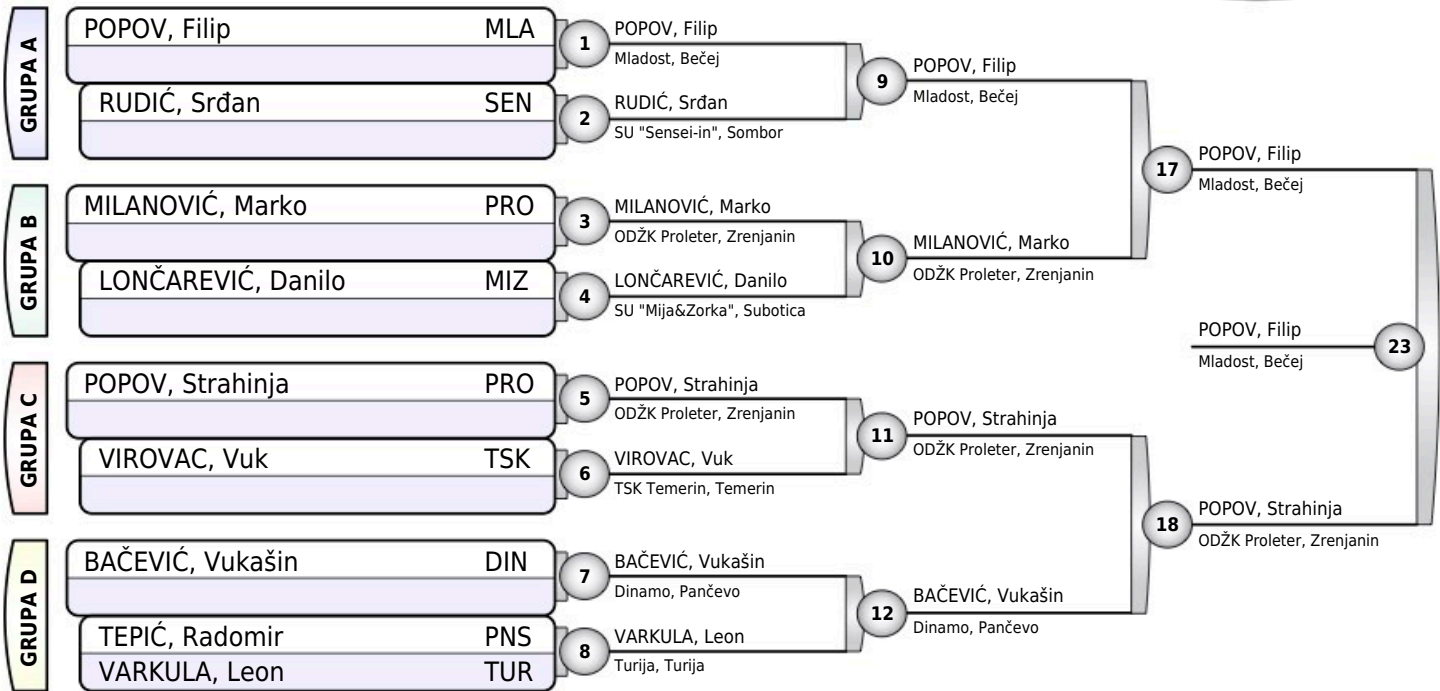 GRUPA A
POPOV, Filip MLA
RUDIĆ, Srđan SEN
1
POPOV, Filip
Mladost, Bečej
2
RUDIĆ, Srđan
SU "Sensei-in", Sombor
9
POPOV, Filip
Mladost, Bečej
GRUPA B
MILANOVIĆ, Marko PRO
LONČAREVIĆ, Danilo MIZ
3
MILANOVIĆ, Marko
ODŽK Proleter, Zrenjanin
4
LONČAREVIĆ, Danilo
SU "Mija&Zorka", Subotica
10
MILANOVIĆ, Marko
ODŽK Proleter, Zrenjanin
17
POPOV, Filip
Mladost, Bečej
GRUPA C
POPOV, Strahinja PRO
VIROVAC, Vuk TSK
5
POPOV, Strahinja
ODŽK Proleter, Zrenjanin
6
VIROVAC, Vuk
TSK Temerin, Temerin
11
POPOV, Strahinja
ODŽK Proleter, Zrenjanin
GRUPA D
BAČEVIĆ, Vukašin DIN
TEPIĆ, Radomir PNS
VARKULA, Leon TUR
7
BAČEVIĆ, Vukašin
Dinamo, Pančevo
8
VARKULA, Leon
Turija, Turija
12
BAČEVIĆ, Vukašin
Dinamo, Pančevo
18
POPOV, Strahinja
ODŽK Proleter, Zrenjanin
POPOV, Filip
Mladost, Bečej
23